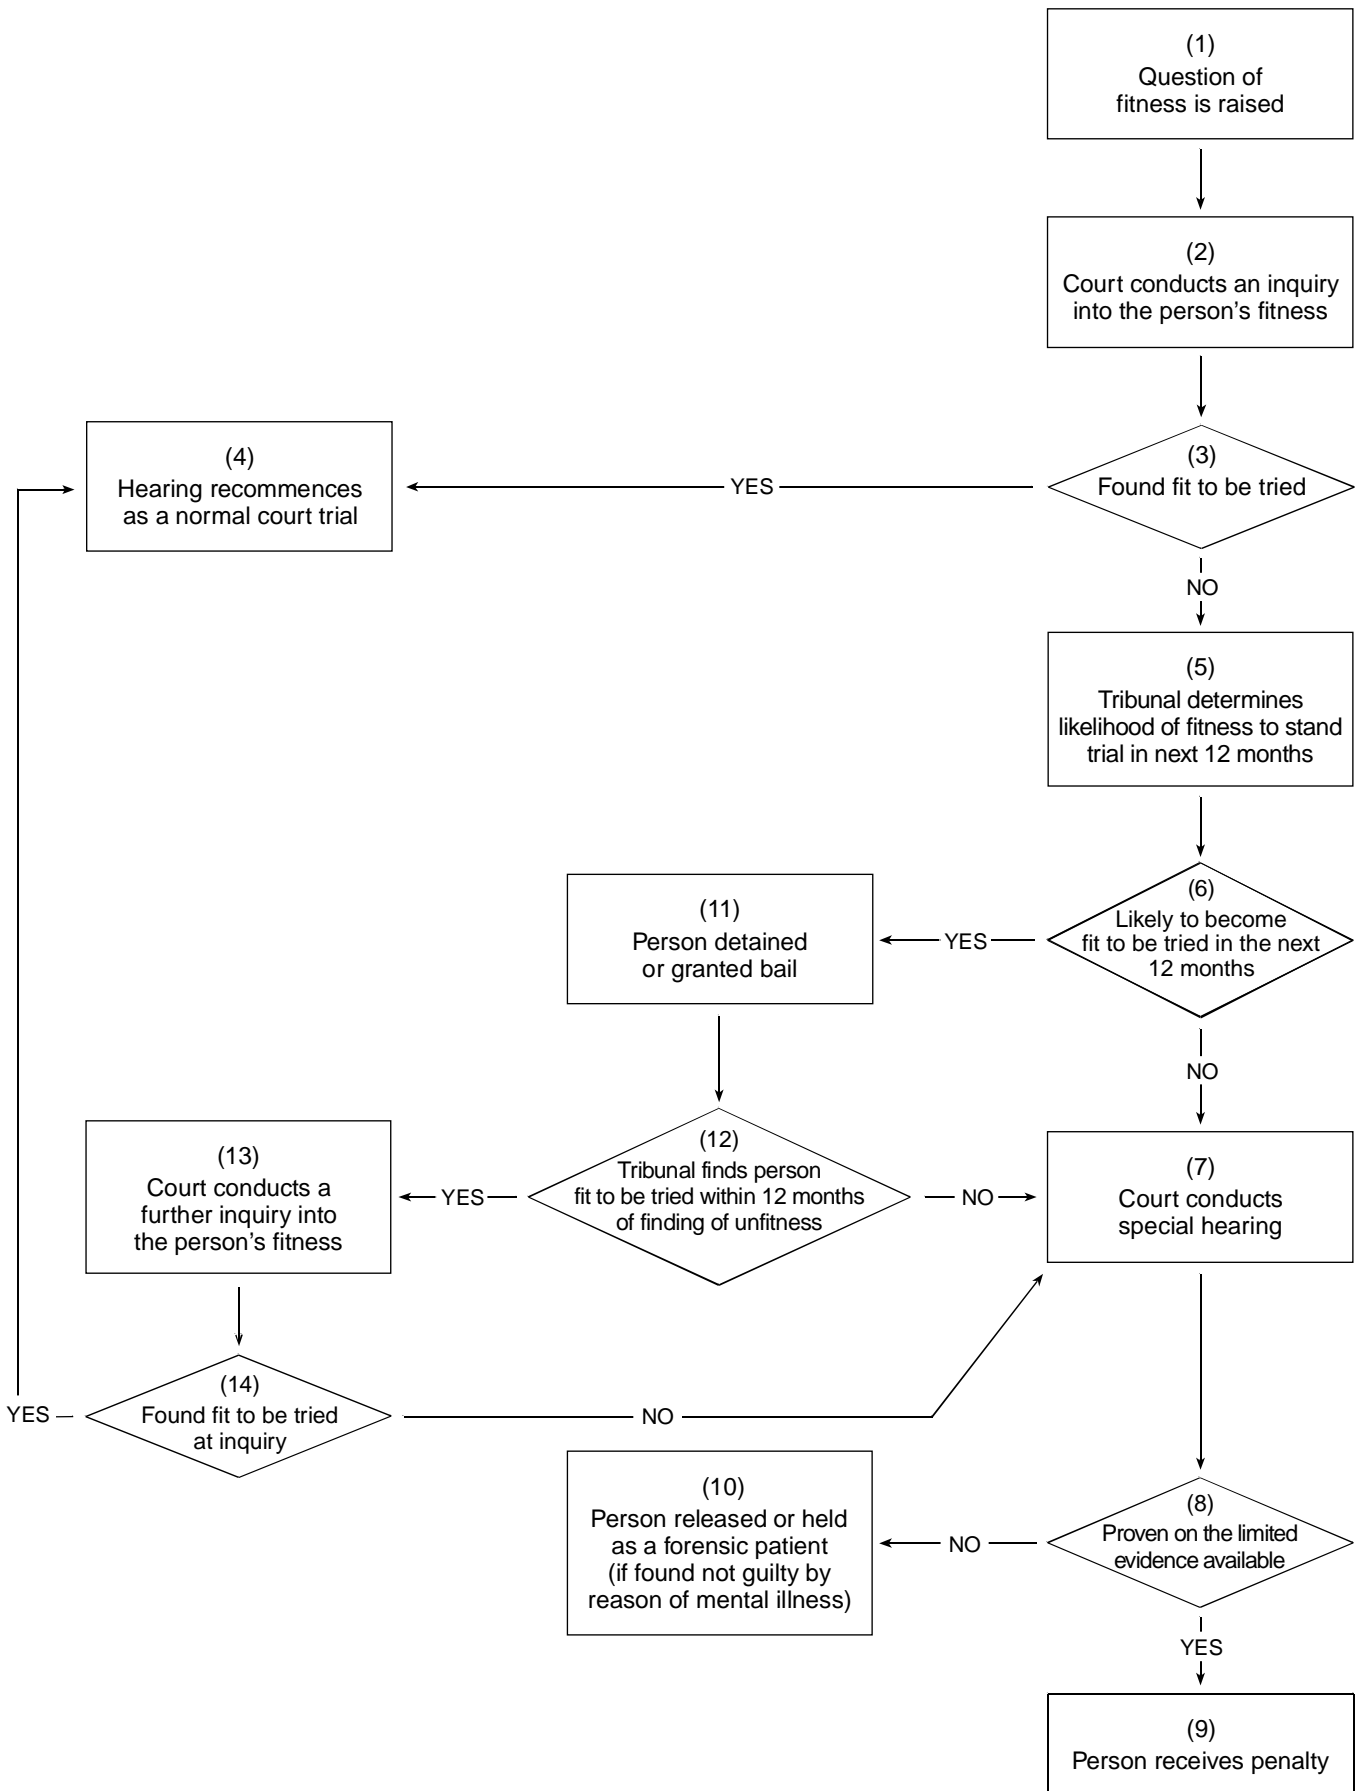 (1)
Question of
fitness is raised
(2)
Court conducts an inquiry
into the person’s fitness
(3)
Found fit to be tried
YES
(4)
Hearing recommences
as a normal court trial
NO
(5)
Tribunal determines
likelihood of fitness to stand
trial in next 12 months
(6)
Likely to become
fit to be tried in the next
12 months
YES
(11)
Person detained
or granted bail
NO
(12)
Tribunal finds person
fit to be tried within 12 months
of finding of unfitness
YES
NO
(13)
Court conducts a
further inquiry into
the person’s fitness
(7)
Court conducts
special hearing
(14)
Found fit to be tried
at inquiry
YES
NO
(8)
Proven on the limited
evidence available
NO
(10)
Person released or held
as a forensic patient
(if found not guilty by
reason of mental illness)
YES
(9)
Person receives penalty